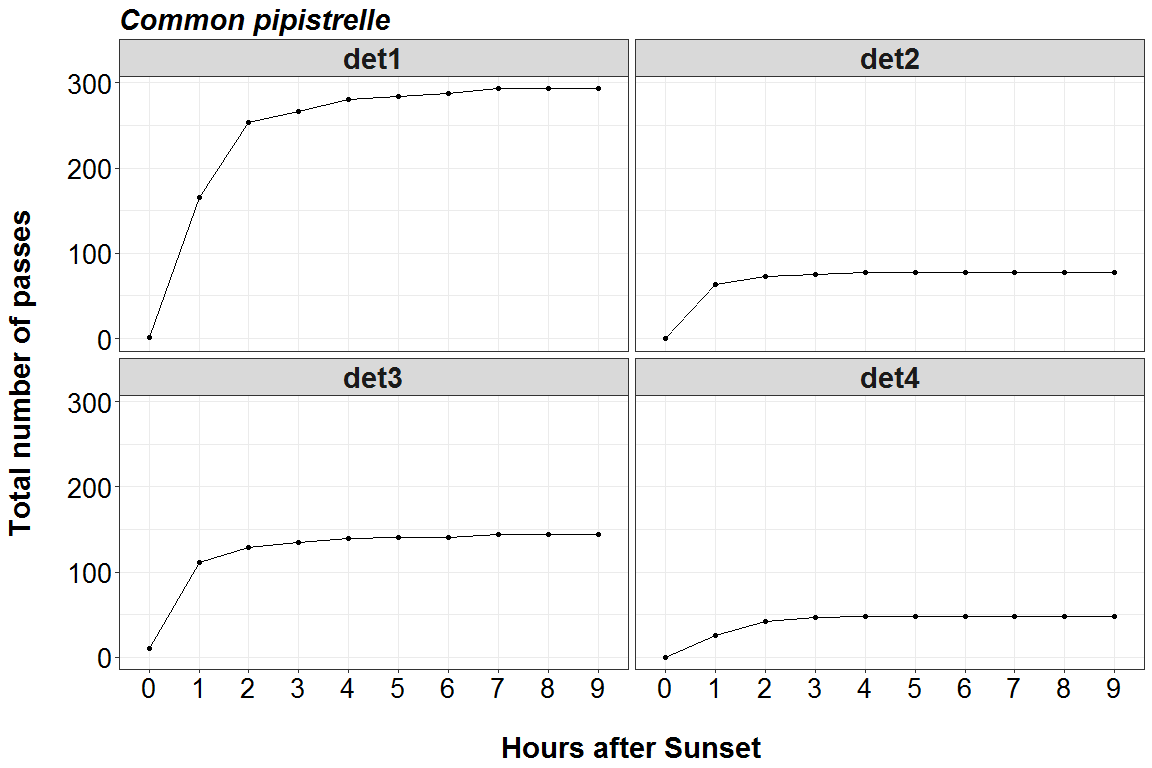 Common pipistrelle
det1 det2
300
200
100
0
Total number of passes
det3 det4
300
200
100
0
0 1 2 3 4 5 6 7 8 9 0 1 2 3 4 5 6 7 8 9
Hours after Sunset